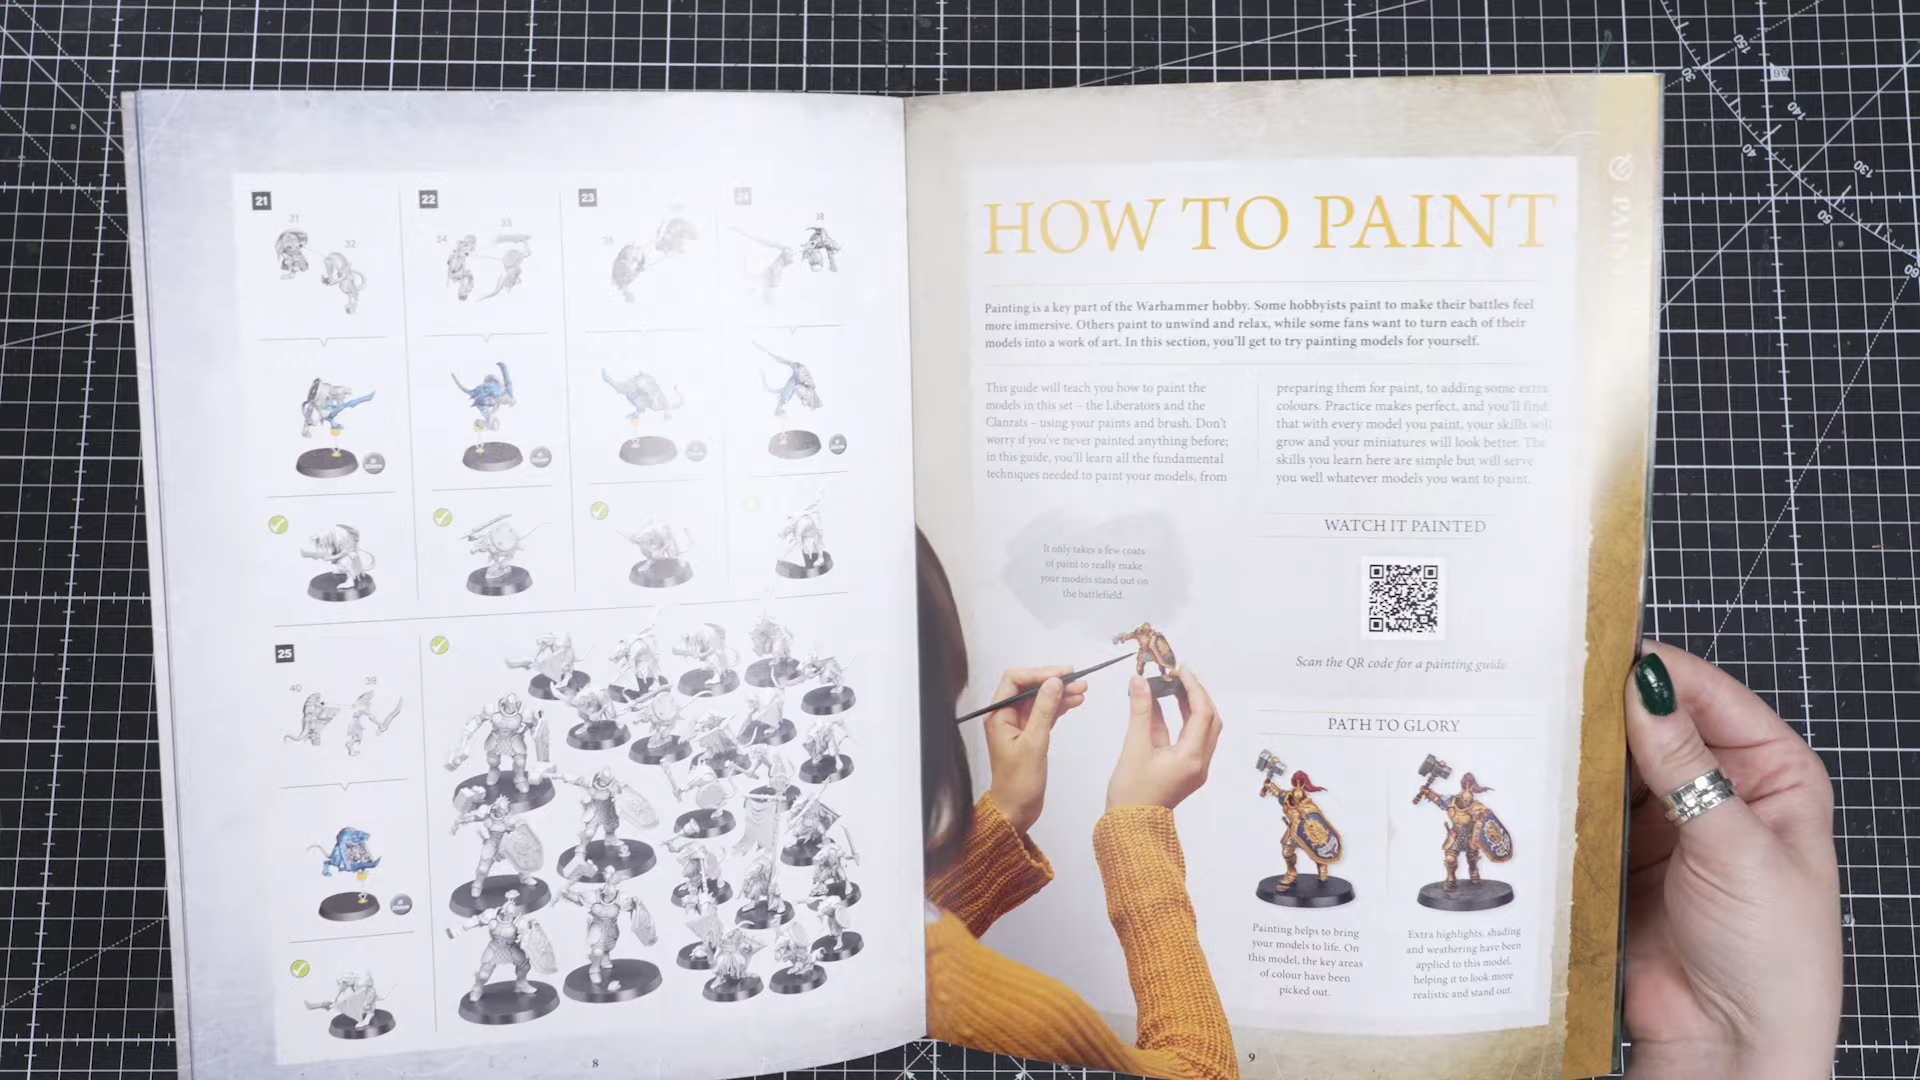 21
31
32
22
34
33
23
36
24
38
25
40
39
8
HOW TO PAINT
Painting is a key part of the Warhammer hobby. Some hobbyists paint to make their battles feel
more immersive. Others paint to unwind and relax, while some fans want to turn each of their
models into a work of art. In this section, you'll get to try painting models for yourself.
This guide will teach you how to paint the
models in this set – the Liberators and the
Clanrats – using your paints and brush. Don't
worry if you've never painted anything before;
in this guide, you'll learn all the fundamental
techniques needed to paint your models, from
preparing them for paint, to adding some extra
colours. Practice makes perfect, and you'll find
that with every model you paint, your skills will
grow and your miniatures will look better. The
skills you learn here are simple but will serve
you well whatever models you want to paint.
It only takes a few coats
of paint to really make
your models stand out on
the battlefield.
WATCH IT PAINTED
Scan the QR code for a painting guide
PATH TO GLORY
Painting helps to bring
your models to life. On
this model, the key areas
of colour have been
picked out.
Extra highlights, shading
and weathering have been
applied to this model,
helping it to look more
realistic and stand out.
9
PAINT
150
30
A6
140
40
130
50
60